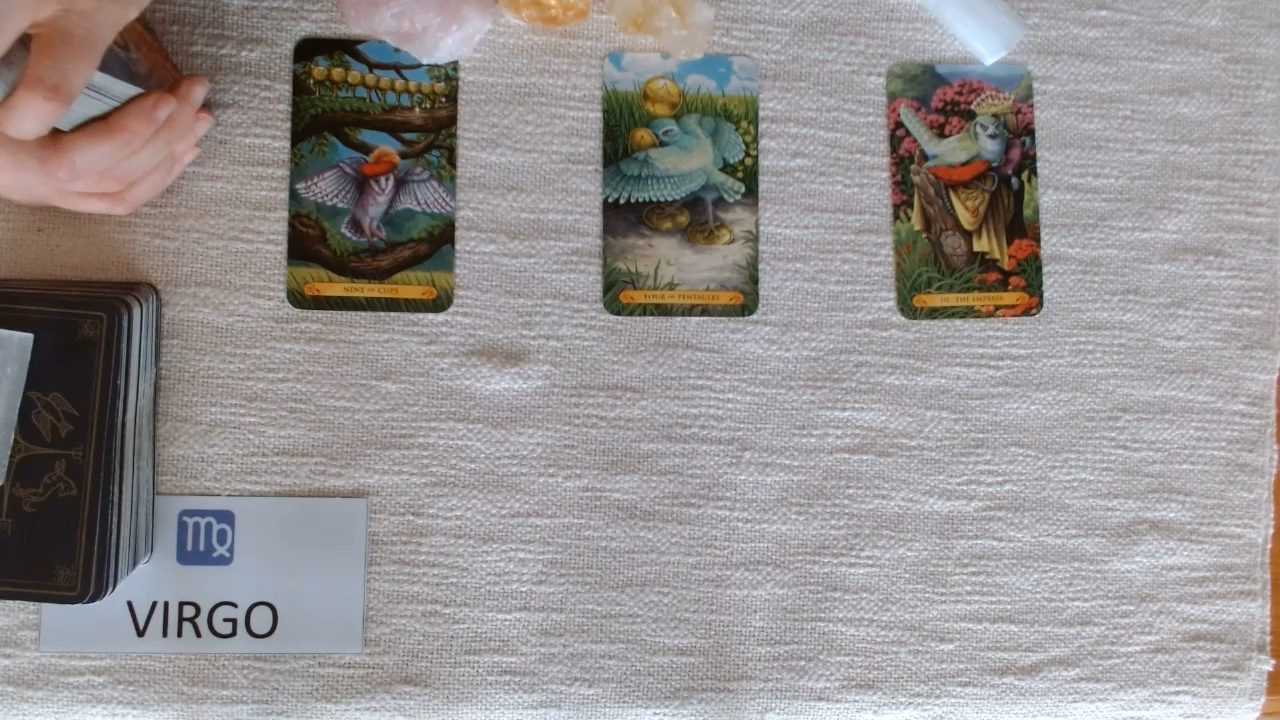 NINE OF CUPS
FOUR OF PENTACLES
III - THE EMPRESS
VIRGO